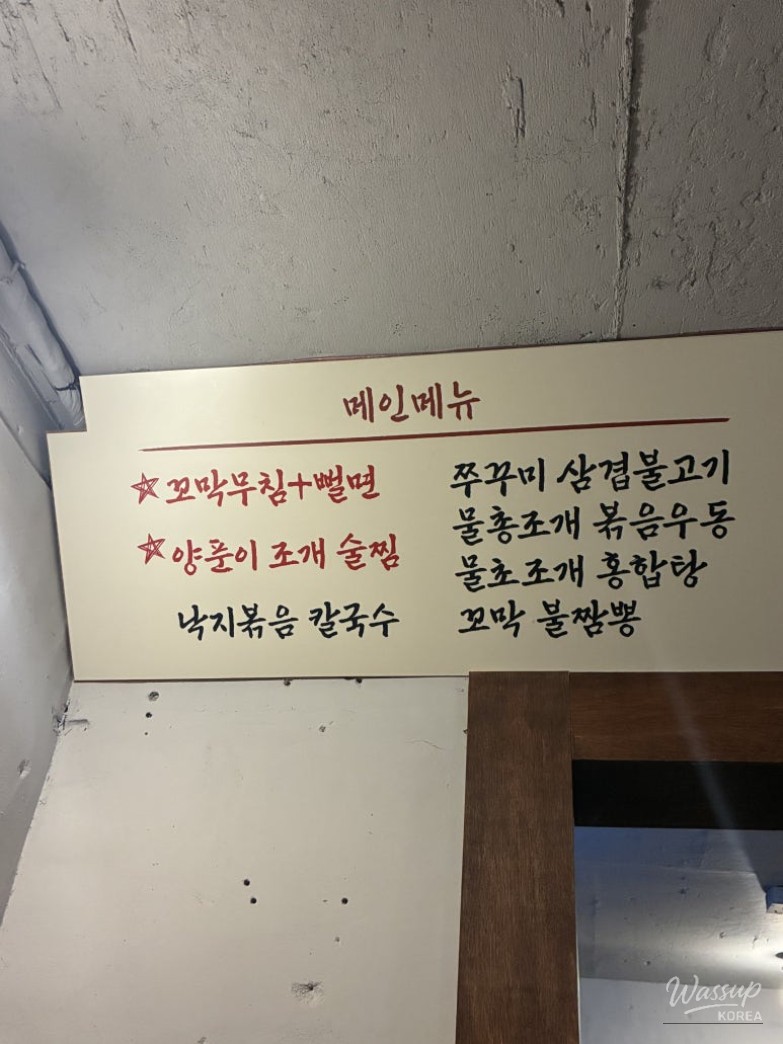 메인메뉴
☆꼬막무침+뻘면
☆양푼이 조개 술찜
낙지볶음 칼국수
쭈꾸미 삼겹불고기
물총조개 볶음우동
물초조개 홍합탕
꼬막 불짬뽕
Wassup
KOREA